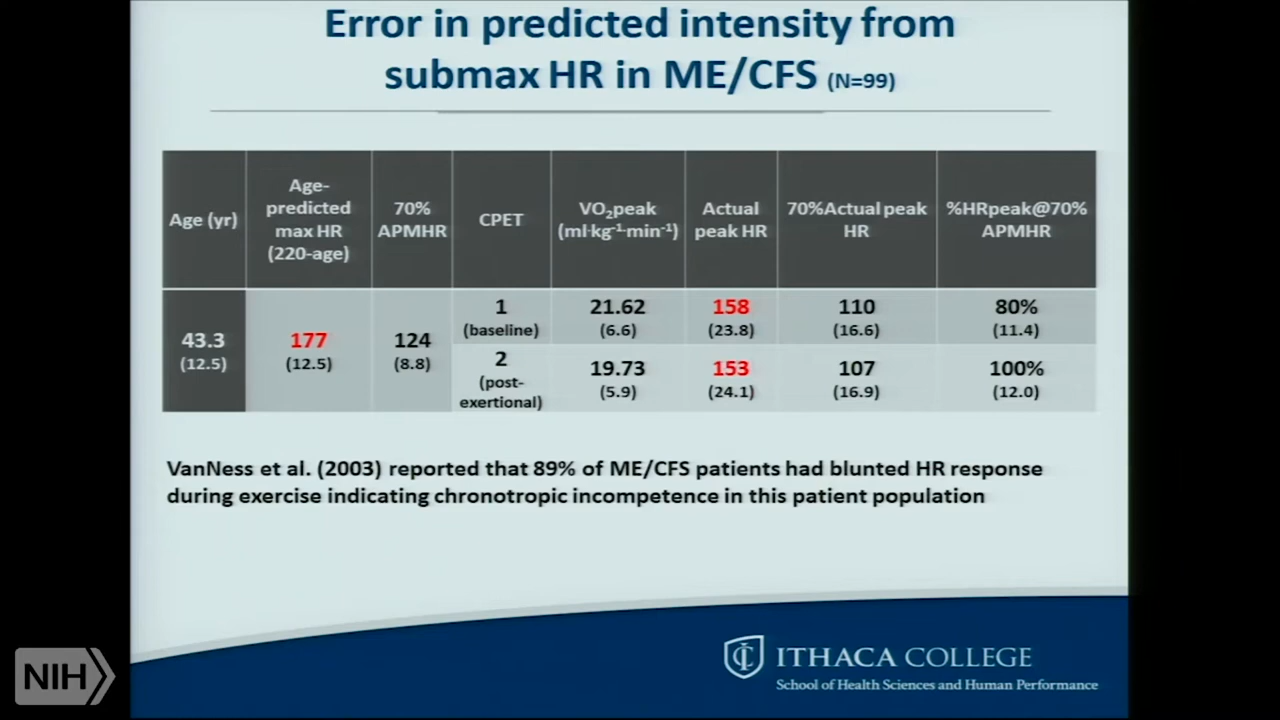 Error in predicted intensity from
submax HR in ME/CFS (N=99)
Age (yr)
Age-
predicted
max HR
(220-age)
70%
APMHR
CPET
VO₂peak
(ml·kg⁻¹·min⁻¹)
Actual
peak HR
70%Actual peak
HR
%HRpeak@70%
APMHR
43.3
(12.5)
177
(12.5)
124
(8.8)
1
(baseline)
21.62
(6.6)
158
(23.8)
110
(16.6)
80%
(11.4)
2
(post-
exertional)
19.73
(5.9)
153
(24.1)
107
(16.9)
100%
(12.0)
VanNess et al. (2003) reported that 89% of ME/CFS patients had blunted HR response
during exercise indicating chronotropic incompetence in this patient population
NIH
ITHACA COLLEGE
School of Health Sciences and Human Performance